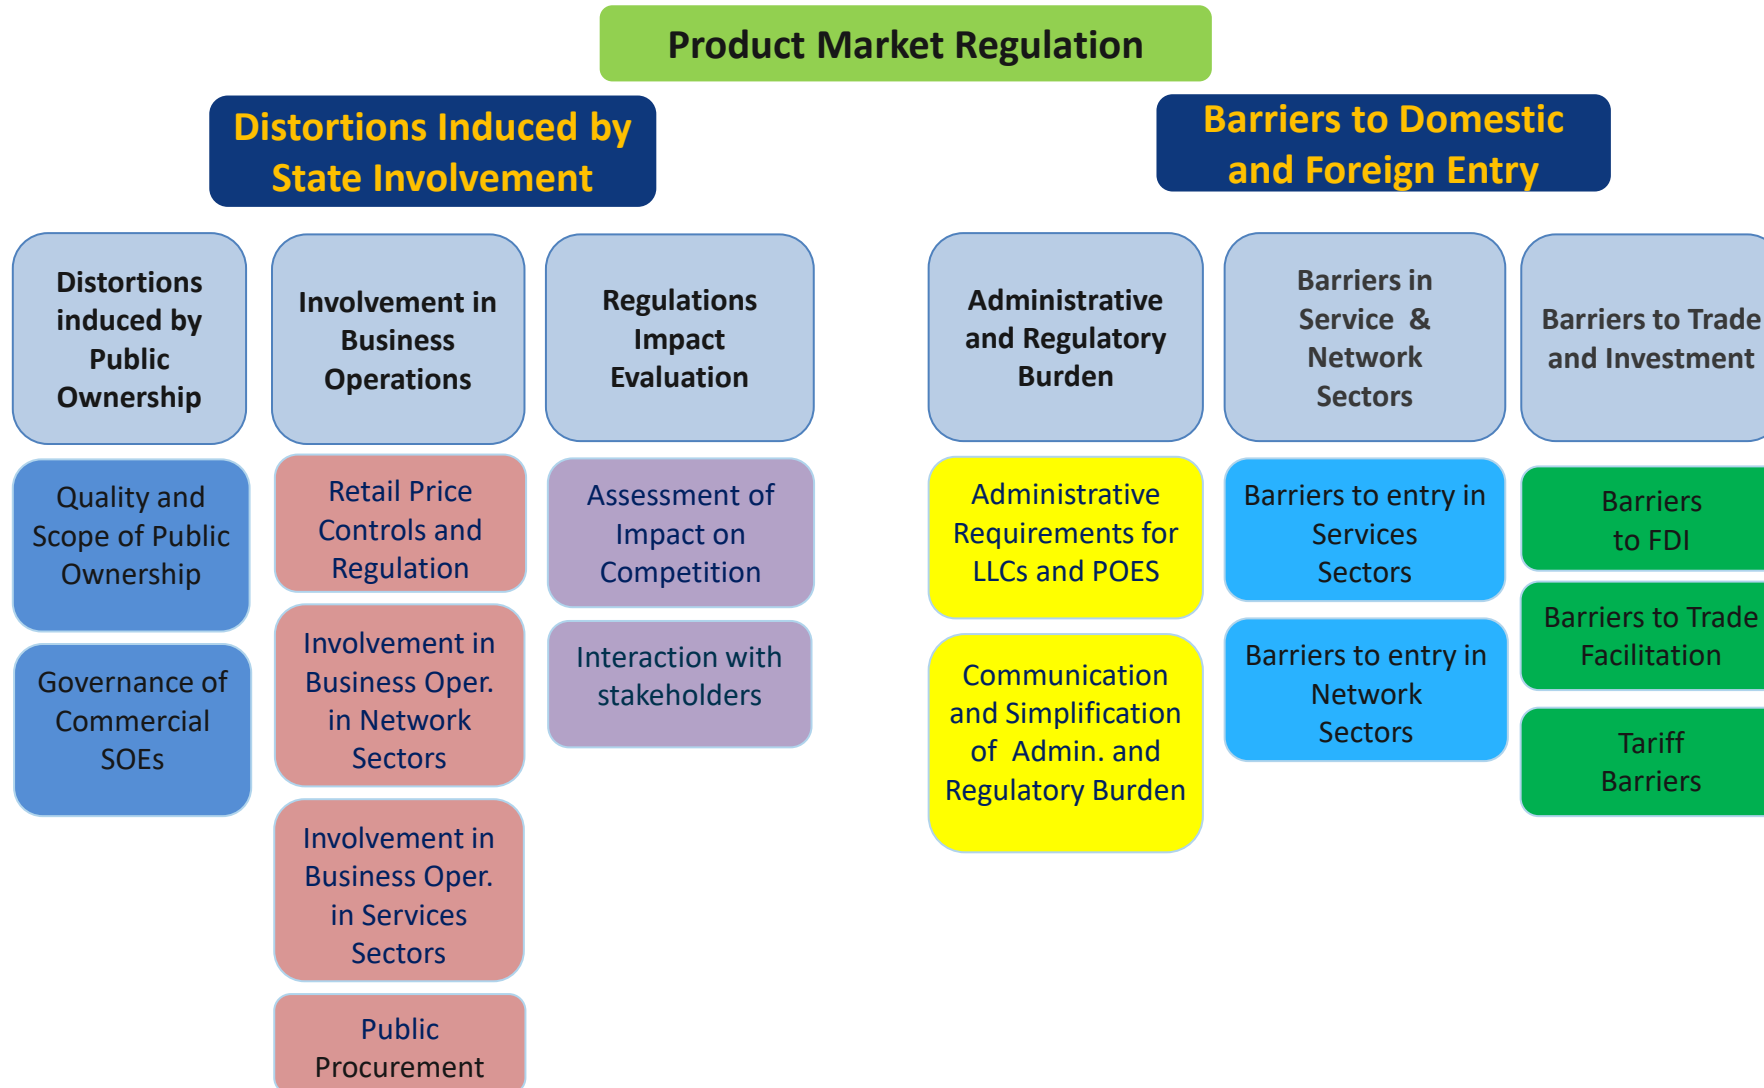 Product Market Regulation
Distortions Induced by
State Involvement
Barriers to Domestic
and Foreign Entry
Distortions
induced by
Public
Ownership
Involvement in
Business
Operations
Regulations
Impact
Evaluation
Administrative
and Regulatory
Burden
Barriers in
Service &
Network
Sectors
Barriers to Trade
and Investment
Quality and
Scope of Public
Ownership
Governance of
Commercial
SOEs
Retail Price
Controls and
Regulation
Involvement in
Business Oper.
in Network
Sectors
Involvement in
Business Oper.
in Services
Sectors
Public
Procurement
Assessment of
Impact on
Competition
Interaction with
stakeholders
Administrative
Requirements for
LLCs and POES
Communication
and Simplification
of Admin. and
Regulatory Burden
Barriers to entry in
Services
Sectors
Barriers to entry in
Network
Sectors
Barriers
to FDI
Barriers to Trade
Facilitation
Tariff
Barriers